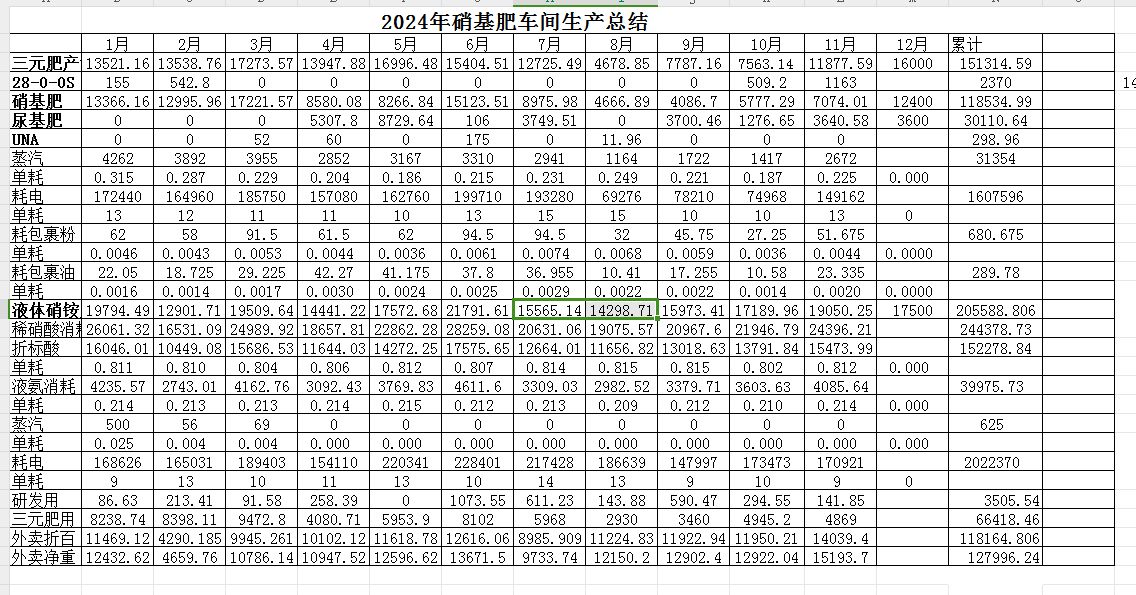 2024年硝基肥车间生产总结
1月 2月 3月 4月 5月 6月 7月 8月 9月 10月 11月 12月 累计
三元肥产 13521.16 13538.76 17273.57 13947.88 16996.48 15404.51 12725.49 4678.85 7787.16 7563.14 11877.59 16000 151314.59
28-0-0S 155 542.8 0 0 0 0 0 0 0 509.2 1163 2370 14
硝基肥 13366.16 12995.96 17221.57 8580.08 8266.84 15123.51 8975.98 4666.89 4086.7 5777.29 7074.01 12400 118534.99
尿基肥 0 0 0 5307.8 8729.64 106 3749.51 0 3700.46 1276.65 3640.58 3600 30110.64
UNA 0 0 52 60 0 175 0 11.96 0 0 0 298.96
蒸汽 4262 3892 3955 2852 3167 3310 2941 1164 1722 1417 2672 31354
单耗 0.315 0.287 0.229 0.204 0.186 0.215 0.231 0.249 0.221 0.187 0.225 0.000
耗电 172440 164960 185750 157080 162760 199710 193280 69276 78210 74968 149162 1607596
单耗 13 12 11 11 10 13 15 15 10 10 13 0
耗包裹粉 62 58 91.5 61.5 62 94.5 94.5 32 45.75 27.25 51.675 680.675
单耗 0.0046 0.0043 0.0053 0.0044 0.0036 0.0061 0.0074 0.0068 0.0059 0.0036 0.0044 0.0000
耗包裹油 22.05 18.725 29.225 42.27 41.175 37.8 36.955 10.41 17.255 10.58 23.335 289.78
单耗 0.0016 0.0014 0.0017 0.0030 0.0024 0.0025 0.0029 0.0022 0.0022 0.0014 0.0020 0.0000
液体硝铵 19794.49 12901.71 19509.64 14441.22 17572.68 21791.61 15565.14 14298.71 15973.41 17189.96 19050.25 17500 205588.806
稀硝酸消耗 26061.32 16531.09 24989.92 18657.81 22862.28 28259.08 20631.06 19075.57 20967.6 21946.79 24396.21 244378.73
折标酸 16046.01 10449.08 15686.53 11644.03 14272.25 17575.65 12664.01 11656.82 13018.63 13791.84 15473.99 152278.84
单耗 0.811 0.810 0.804 0.806 0.812 0.807 0.814 0.815 0.815 0.802 0.812 0.000
液氨消耗 4235.57 2743.01 4162.76 3092.43 3769.83 4611.6 3309.03 2982.52 3379.71 3603.63 4085.64 39975.73
单耗 0.214 0.213 0.213 0.214 0.215 0.212 0.213 0.209 0.212 0.210 0.214 0.000
蒸汽 500 56 69 0 0 0 0 0 0 0 0 625
单耗 0.025 0.004 0.004 0.000 0.000 0.000 0.000 0.000 0.000 0.000 0.000 0.000
耗电 168626 165031 189403 154110 220341 228401 217428 186639 147997 173473 170921 2022370
单耗 9 13 10 11 13 10 14 13 9 10 9 0
研发用 86.63 213.41 91.58 258.39 0 1073.55 611.23 143.88 590.47 294.55 141.85 3505.54
三元肥用 8238.74 8398.11 9472.8 4080.71 5953.9 8102 5968 2930 3460 4945.2 4869 66418.46
外卖折百 11469.12 4290.185 9945.261 10102.12 11618.78 12616.06 8985.909 11224.83 11922.94 11950.21 14039.4 118164.806
外卖净重 12432.62 4659.76 10786.14 10947.52 12596.62 13671.5 9733.74 12150.2 12902.4 12922.04 15193.7 127996.24